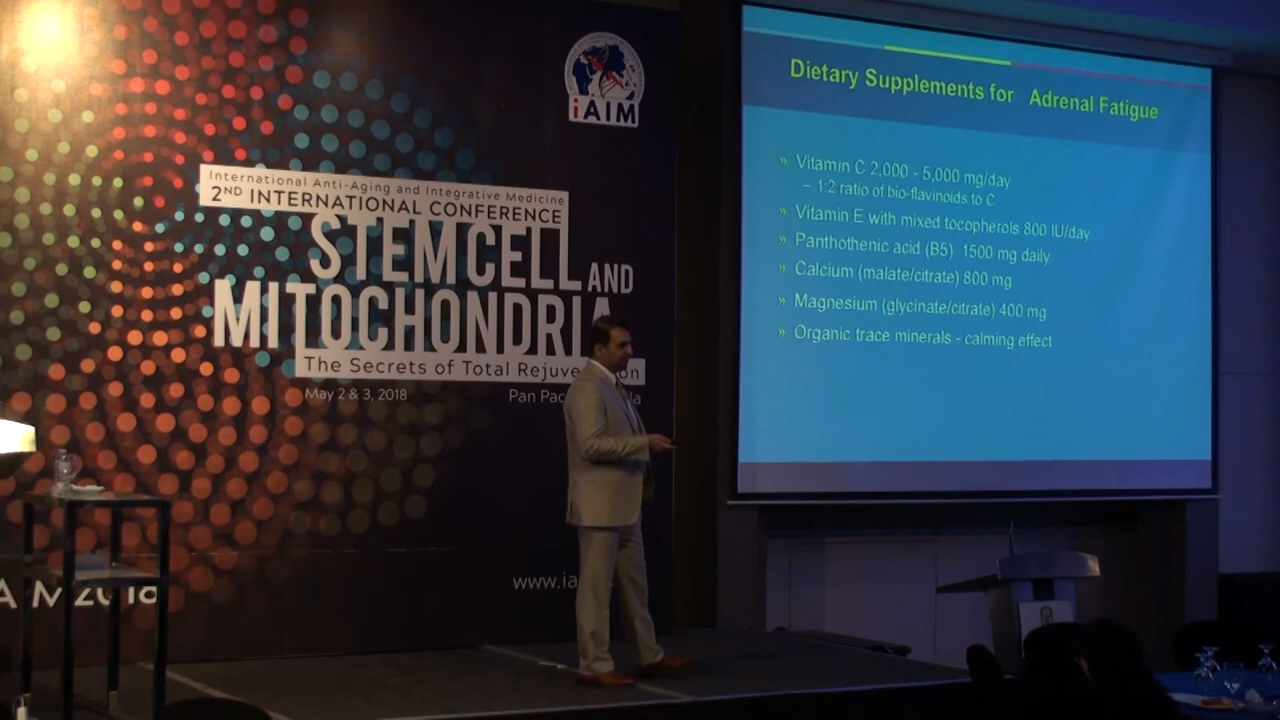 iAIM
International Anti-Aging and Integrative Medicine
2ND INTERNATIONAL CONFERENCE
STEMCELL AND
MITOCHONDRIA
The Secrets of Total
May 2 & 3, 2018
Pan
www.ia
2018
Dietary Supplements for Adrenal Fatigue
» Vitamin C 2,000 - 5,000 mg/day
– 1:2 ratio of bio-flavinoids to C
» Vitamin E with mixed tocopherols 800 IU/day
» Panthothenic acid (B5) 1500 mg daily
» Calcium (malate/citrate) 800 mg
» Magnesium (glycinate/citrate) 400 mg
» Organic trace minerals - calming effect